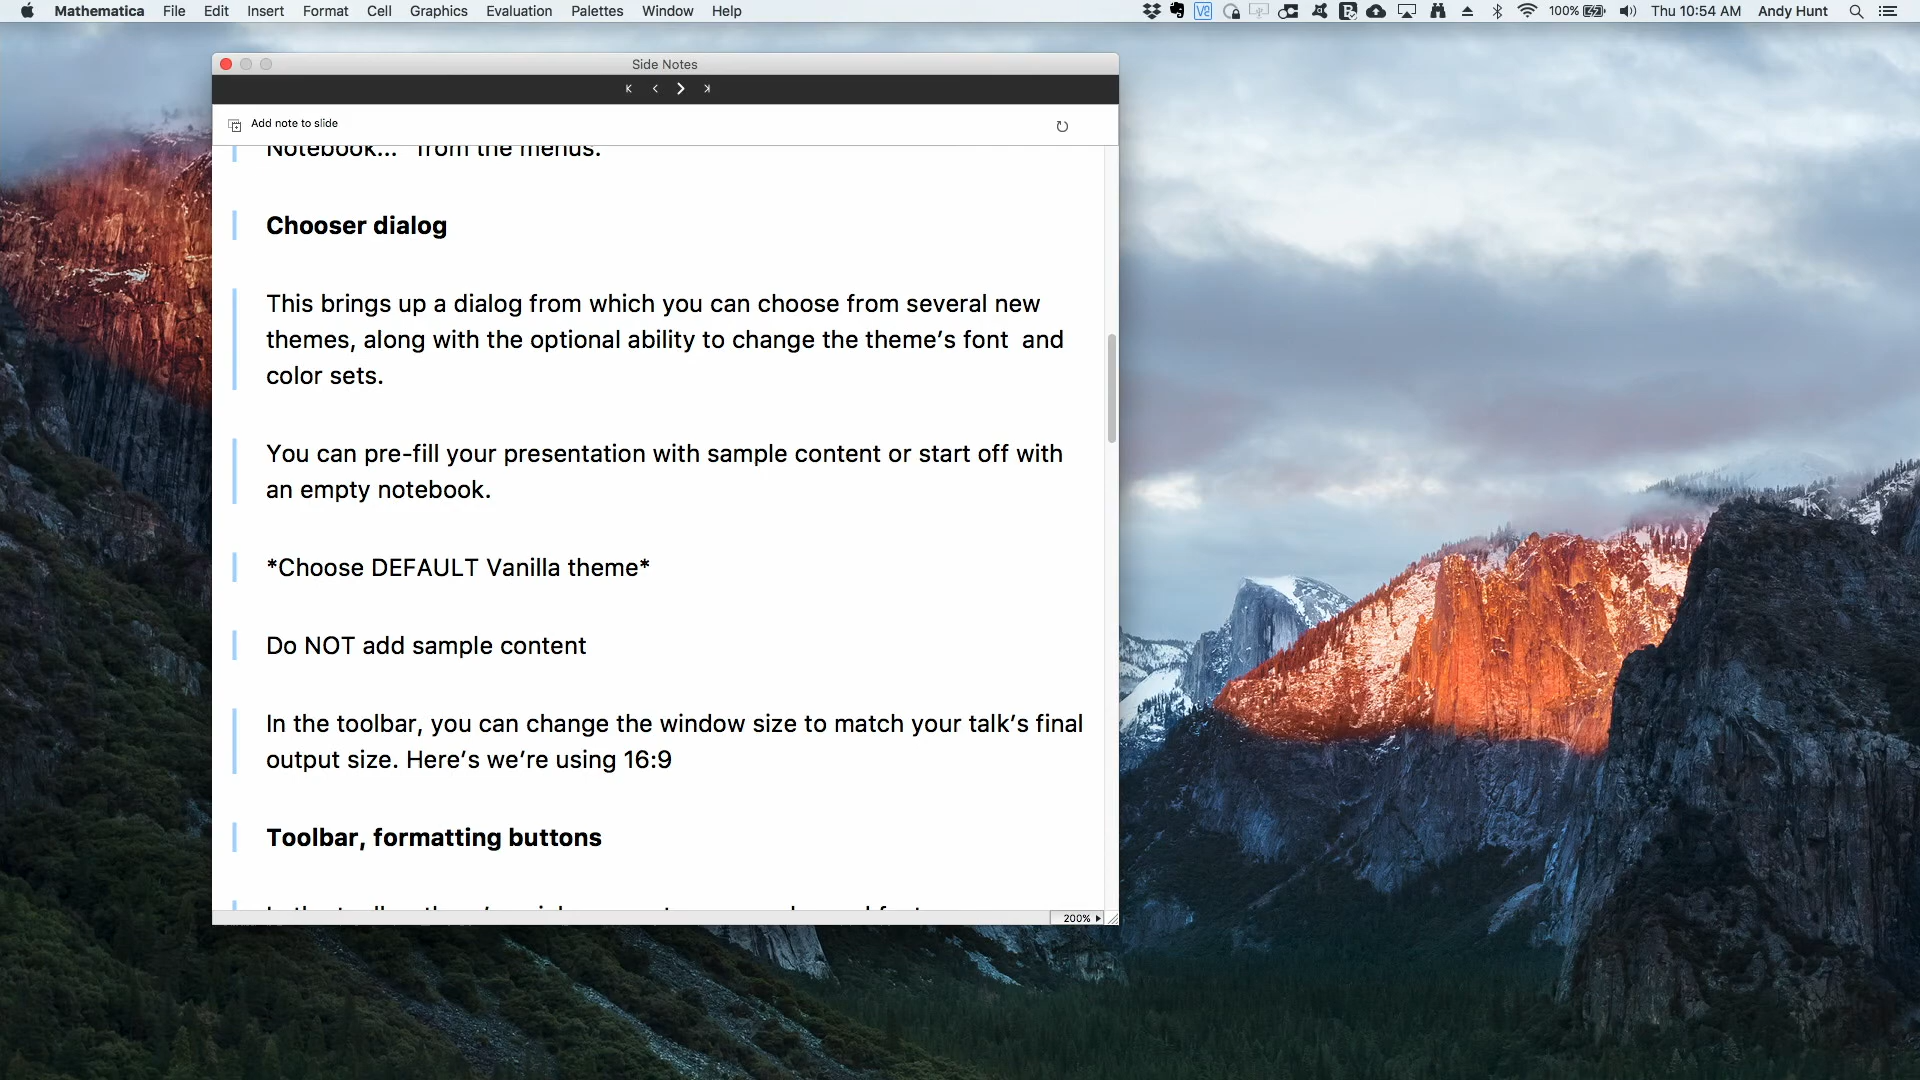 Mathematica File Edit Insert Format Cell Graphics Evaluation Palettes Window Help 100% Thu 10:54 AM Andy Hunt
Side Notes
Add note to slide
Notebook... from the menus.
Chooser dialog
This brings up a dialog from which you can choose from several new
themes, along with the optional ability to change the theme’s font and
color sets.
You can pre-fill your presentation with sample content or start off with
an empty notebook.
*Choose DEFAULT Vanilla theme*
Do NOT add sample content
In the toolbar, you can change the window size to match your talk’s final
output size. Here’s we’re using 16:9
Toolbar, formatting buttons
200%